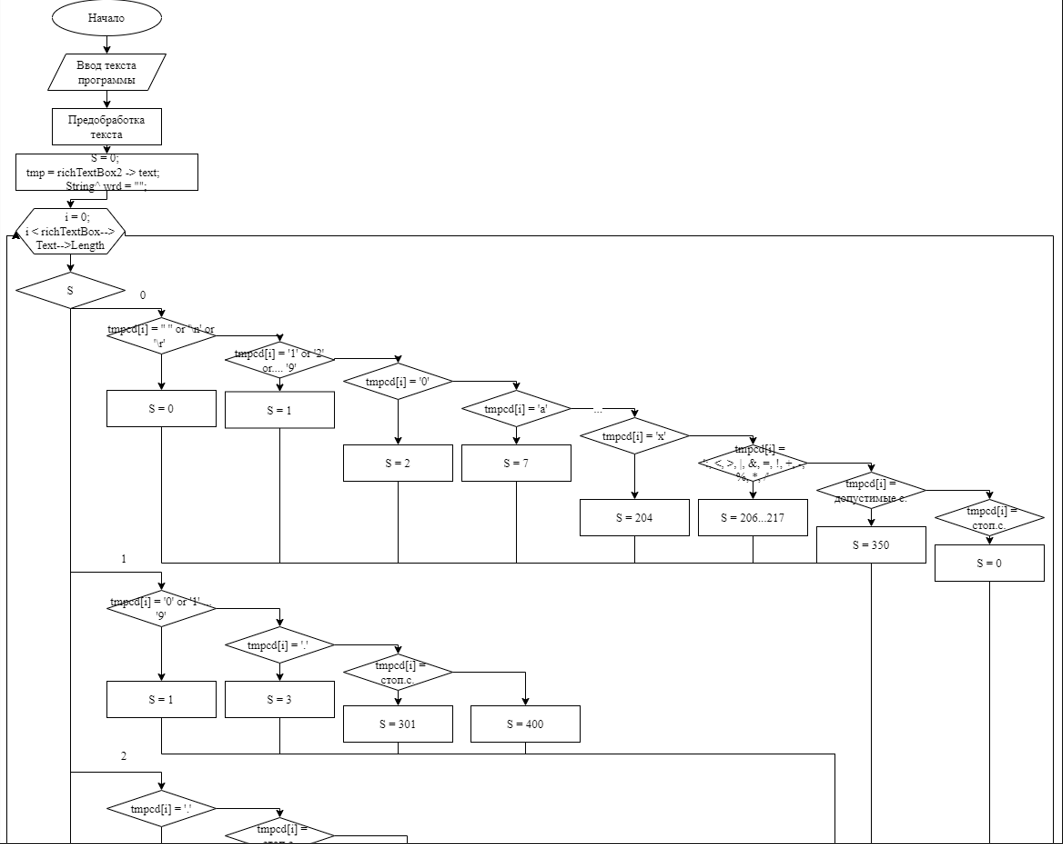 Начало
Ввод текста
программы
Предобработка
текста
S = 0;
tmp = richTextBox2 -> text;
String^ wrd = "";
i = 0;
i < richTextBox-->
Text-->Length
S
0
tmpcd[i] = " " or '\n' or
'\r'
tmpcd[i] = '1' or '2'
or.... '9'
tmpcd[i] = '0'
tmpcd[i] = 'a'
...
tmpcd[i] = 'x'
tmpcd[i] =
<, >, |, &, =, !, +, -,
%, *, /
tmpcd[i] =
допустимые с.
tmpcd[i] =
стоп.с.
S = 0
S = 1
S = 2
S = 7
S = 204
S = 206...217
S = 350
S = 0
1
tmpcd[i] = '0' or '1'
'9'
tmpcd[i] = '.'
tmpcd[i] =
стоп.с.
S = 1
S = 3
S = 301
S = 400
2
tmpcd[i] = '.'
tmpcd[i] =